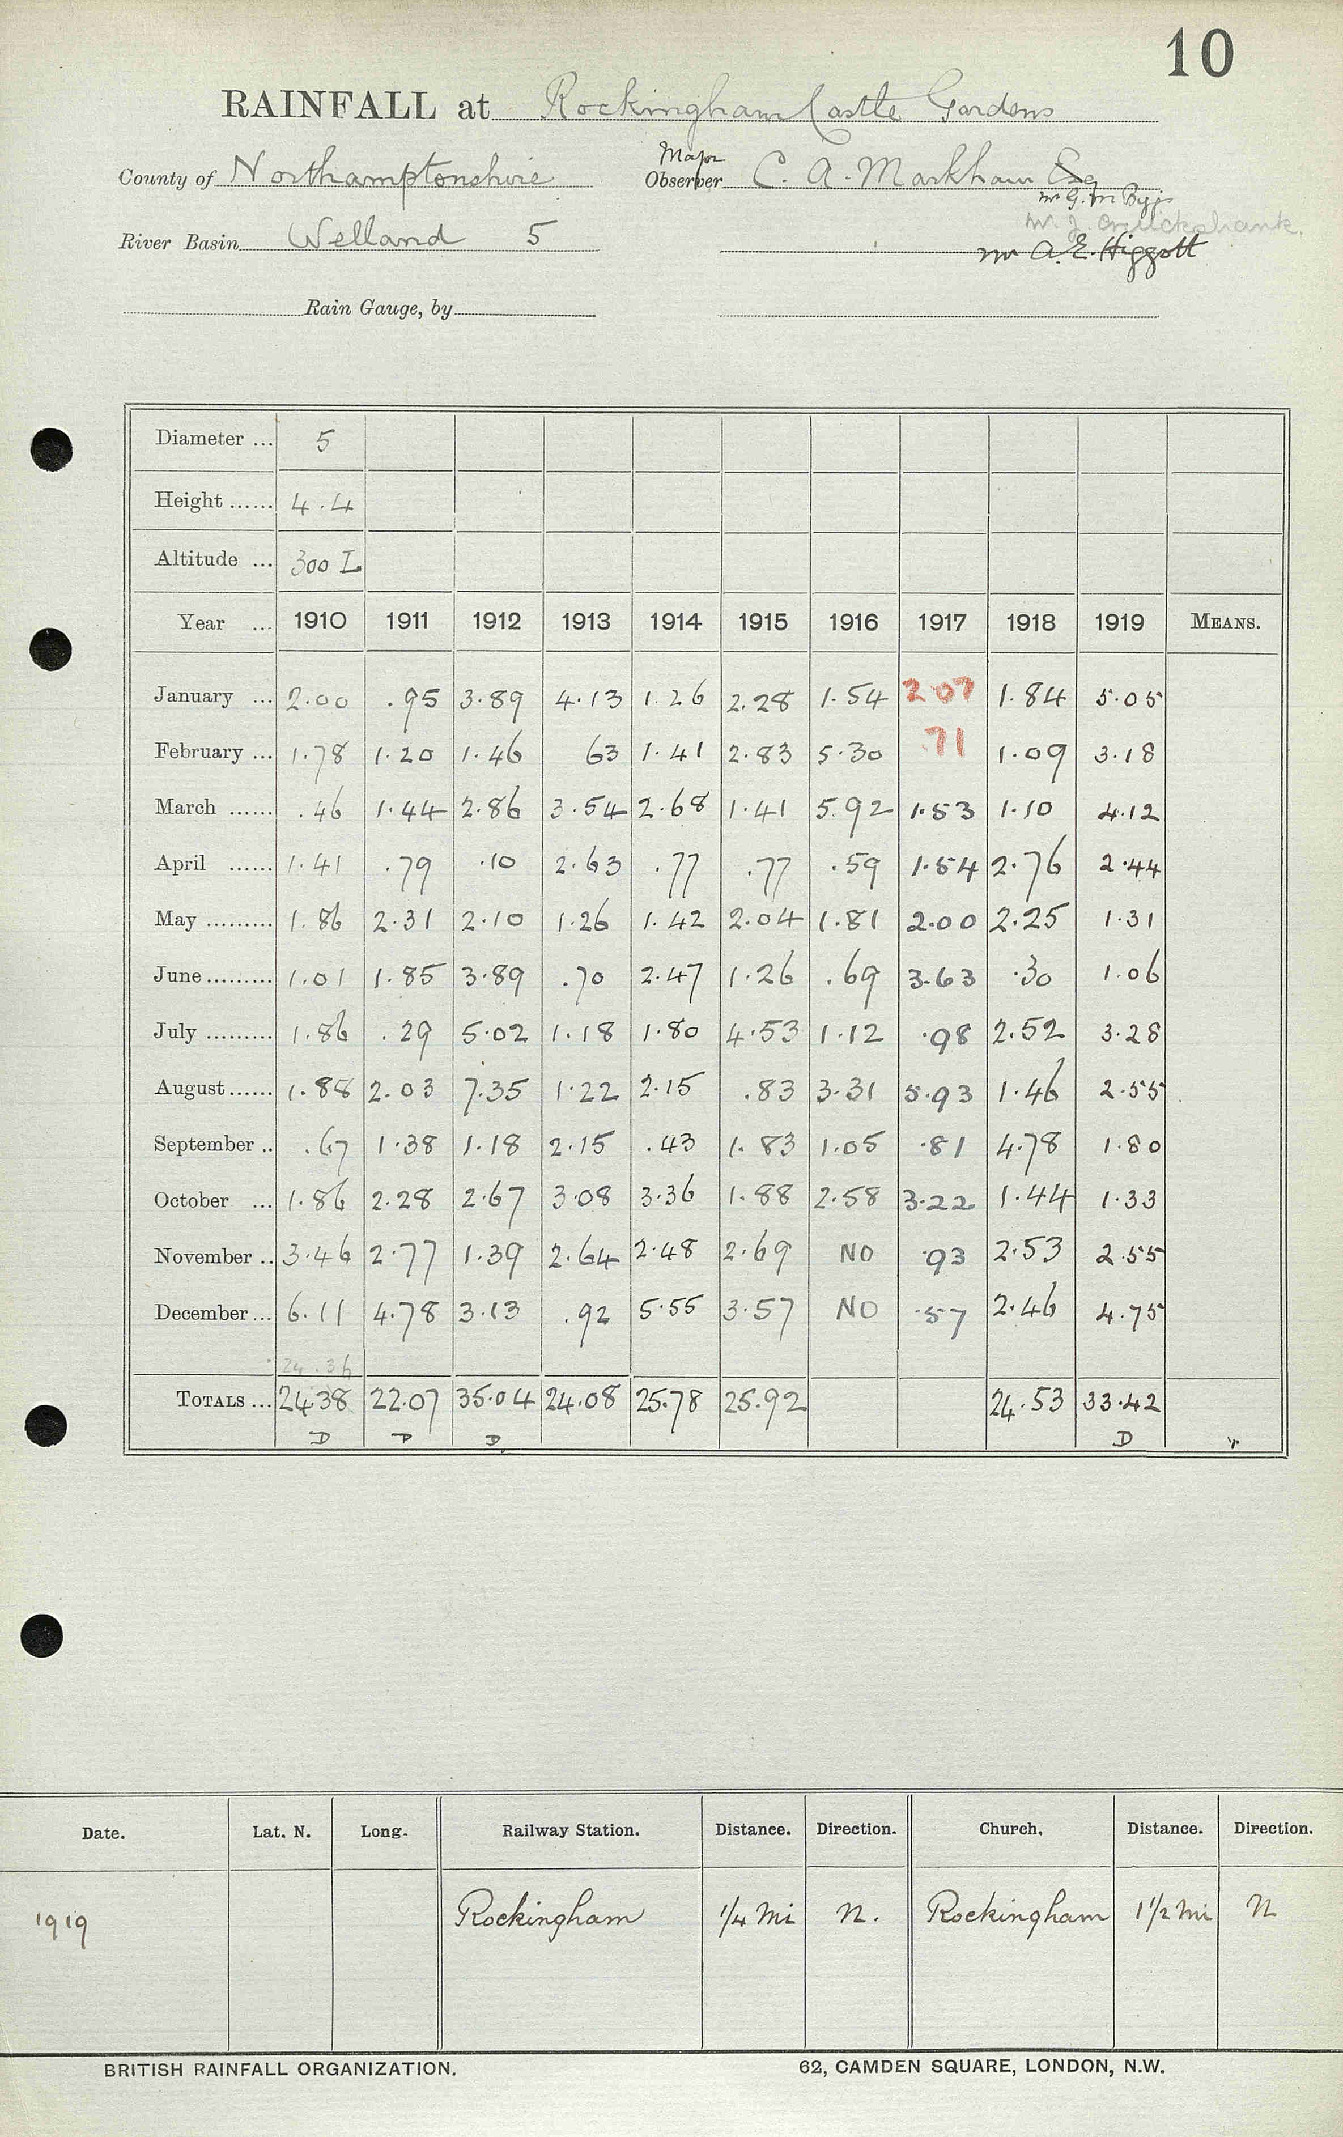 10
RAINFALL at Rockingham Castle Gardens
County of Northamptonshire Observer Major C. A. Markham Esq
mr G. M Bygs
River Basin Welland 5 W. J. Cruickshank.
mr A. E. Higgott
Rain Gauge, by
Diameter ... 5
Height ...... 4.4
Altitude ... 300 L
Year ... 1910 1911 1912 1913 1914 1915 1916 1917 1918 1919 MEANS.
January ... 2.00 .95 3.89 4.13 1.26 2.28 1.54 2.07 1.84 5.05
February ... 1.78 1.20 1.46 63 1.41 2.83 5.30 .71 1.09 3.18
March ...... .46 1.44 2.86 3.54 2.68 1.41 5.92 1.53 1.10 4.12
April ...... 1.41 .79 .10 2.63 .77 .77 .59 1.54 2.76 2.44
May ......... 1.86 2.31 2.10 1.26 1.42 2.04 1.81 2.00 2.25 1.31
June ......... 1.01 1.85 3.89 .70 2.47 1.26 .69 3.63 .30 1.06
July ......... 1.86 .29 5.02 1.18 1.80 4.53 1.12 .98 2.52 3.28
August ...... 1.88 2.03 7.35 1.22 2.15 .83 3.31 5.93 1.46 2.55
September .. .67 1.38 1.18 2.15 .43 1.83 1.05 .81 4.78 1.80
October ... 1.86 2.28 2.67 3.08 3.36 1.88 2.58 3.22 1.44 1.33
November .. 3.46 2.77 1.39 2.64 2.48 2.69 NO .93 2.53 2.55
December ... 6.11 4.78 3.13 .92 5.55 3.57 NO .57 2.46 4.75
24.36
TOTALS ... 24.38 22.07 35.04 24.08 25.78 25.92 24.53 33.42
D D D D
Date. Lat. N. Long. Railway Station. Distance. Direction. Church. Distance. Direction.
1919 Rockingham 1/4 mi N. Rockingham 1 1/2 mi N
BRITISH RAINFALL ORGANIZATION. 62, CAMDEN SQUARE, LONDON, N.W.